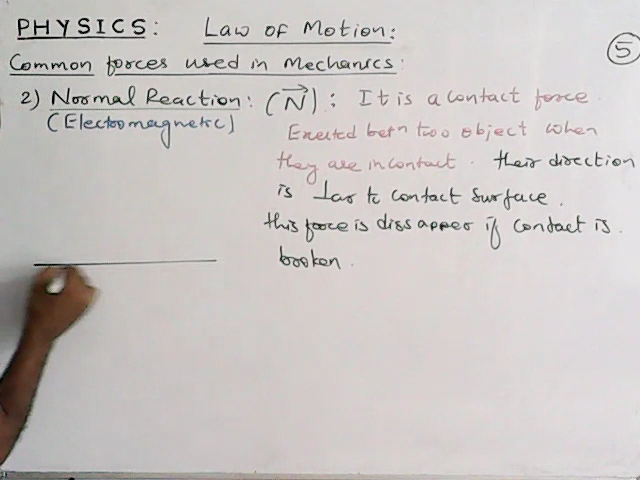 PHYSICS: Law of Motion:
5
Common forces used in Mechanics:
2) Normal Reaction: (N): It is a contact force.
(Electromagnetic) Exerted betn two object when
they are in contact. their direction
is ⊥ar to contact surface.
this force is dissapper if contact is.
broken.